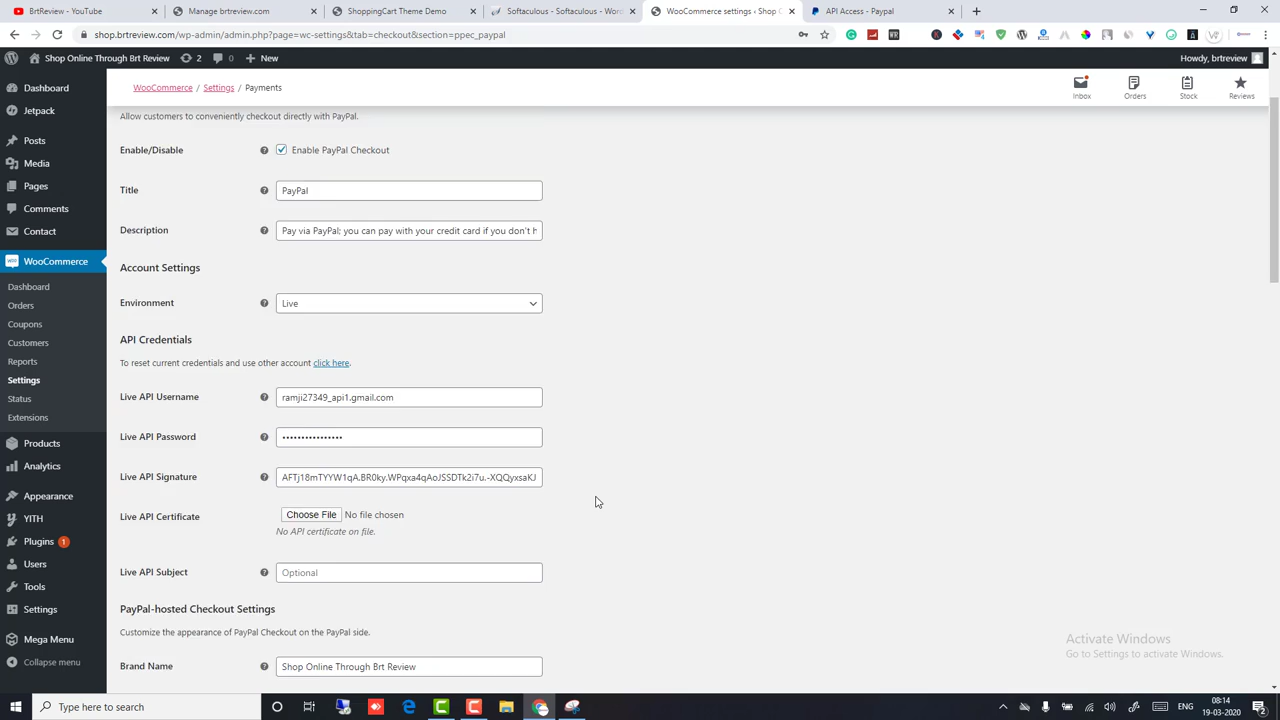 BrtReview - YouTube
Manage brtreview.com
ShoppingCart Theme Demo
Softaculous - Softaculous - Wor
WooCommerce settings ‹ Shop C
API Access - Paypal
shop.brtreview.com/wp-admin/admin.php?page=wc-settings&tab=checkout&section=ppec_paypal
Shop Online Through Brt Review
2
0
New
Howdy, brtreview
WooCommerce / Settings / Payments
Inbox
Orders
Stock
Reviews
Dashboard
Jetpack
Posts
Media
Pages
Comments
Contact
WooCommerce
Dashboard
Orders
Coupons
Customers
Reports
Settings
Status
Extensions
Products
Analytics
Appearance
YITH
Plugins 1
Users
Tools
Settings
Mega Menu
Collapse menu
Allow customers to conveniently checkout directly with PayPal.
Enable/Disable
Enable PayPal Checkout
Title
PayPal
Description
Pay via PayPal; you can pay with your credit card if you don't h
Account Settings
Environment
Live
API Credentials
To reset current credentials and use other account click here.
Live API Username
ramji27349_api1.gmail.com
Live API Password
••••••••••••••••
Live API Signature
AFTj18mTYYW1qA.BR0ky.WPqxa4qAoJSSDTk2i7u.-XQQyxsaKJ
Live API Certificate
Choose File No file chosen
No API certificate on file.
Live API Subject
Optional
PayPal-hosted Checkout Settings
Customize the appearance of PayPal Checkout on the PayPal side.
Brand Name
Shop Online Through Brt Review
Activate Windows
Go to Settings to activate Windows.
Type here to search
08:14
19-03-2020
2